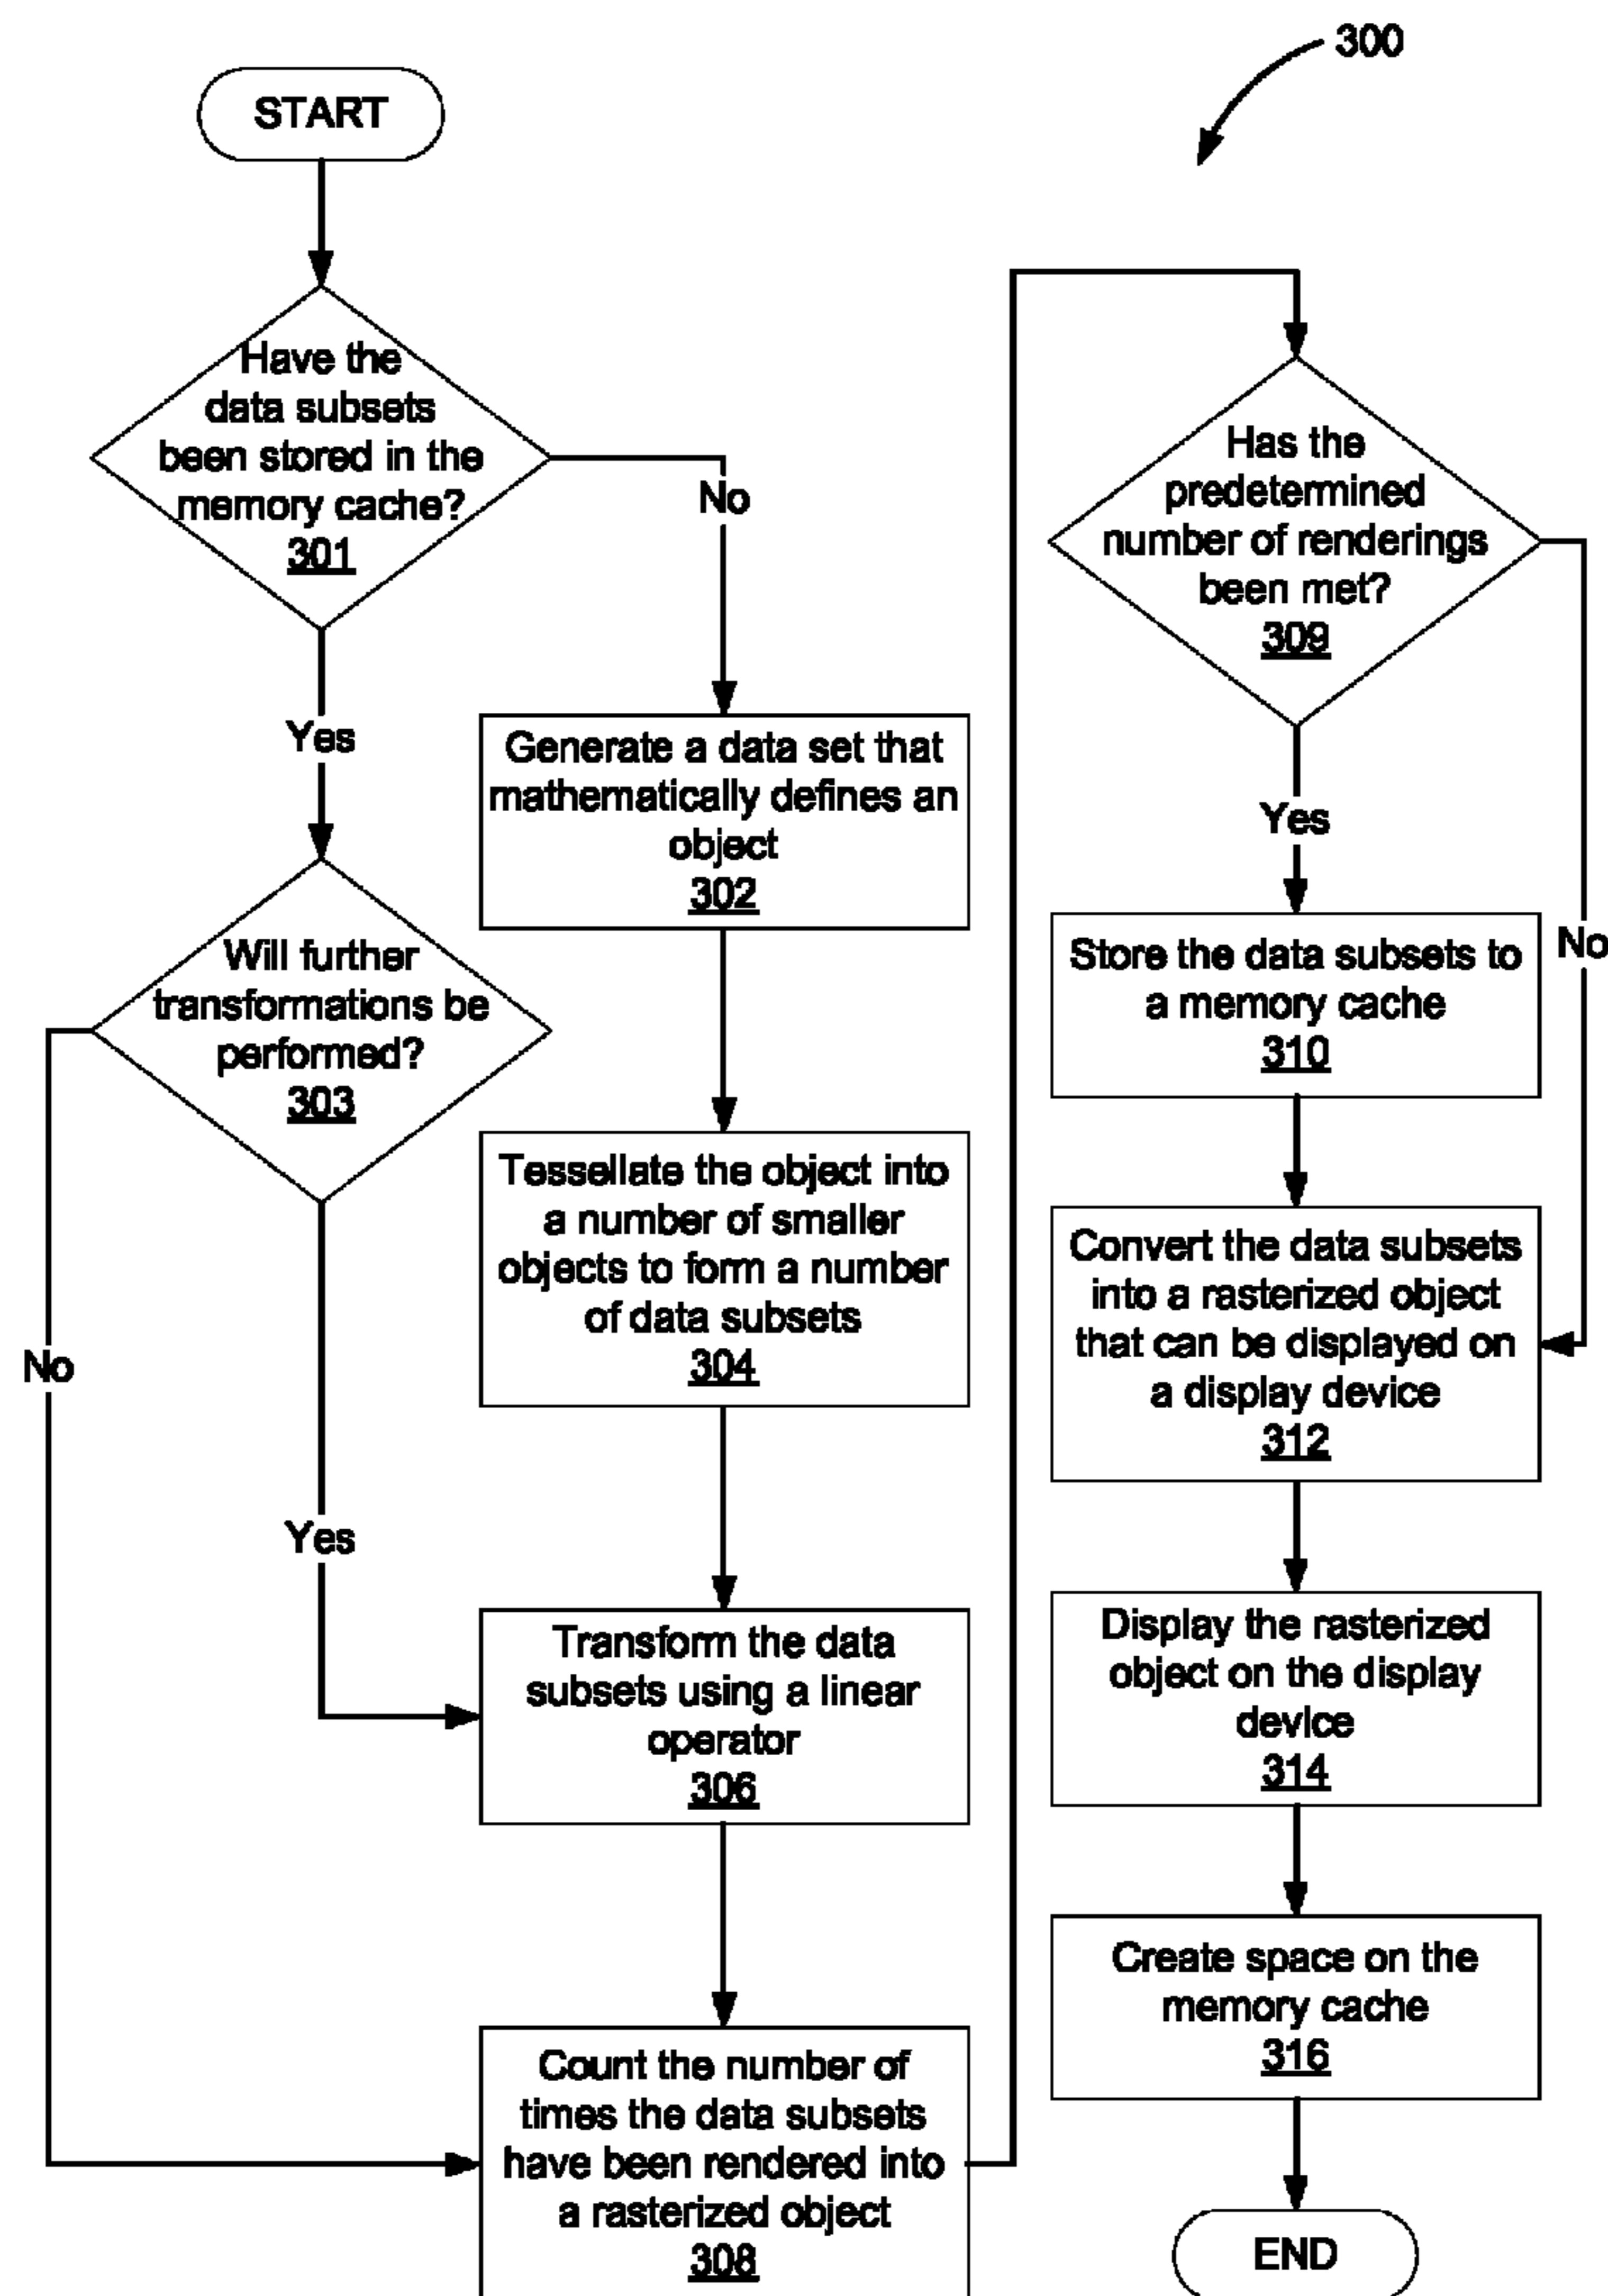 300
START
Have the
data subsets
been stored in the
memory cache?
301
No
Yes
Generate a data set that
mathematically defines an
object
302
Will further
transformations be
performed?
303
Tessellate the object into
a number of smaller
objects to form a number
of data subsets
304
No
Yes
Transform the data
subsets using a linear
operator
306
Count the number of
times the data subsets
have been rendered into
a rasterized object
308
Has the
predetermined
number of renderings
been met?
309
Yes
No
Store the data subsets to
a memory cache
310
Convert the data subsets
into a rasterized object
that can be displayed on
a display device
312
Display the rasterized
object on the display
device
314
Create space on the
memory cache
316
END